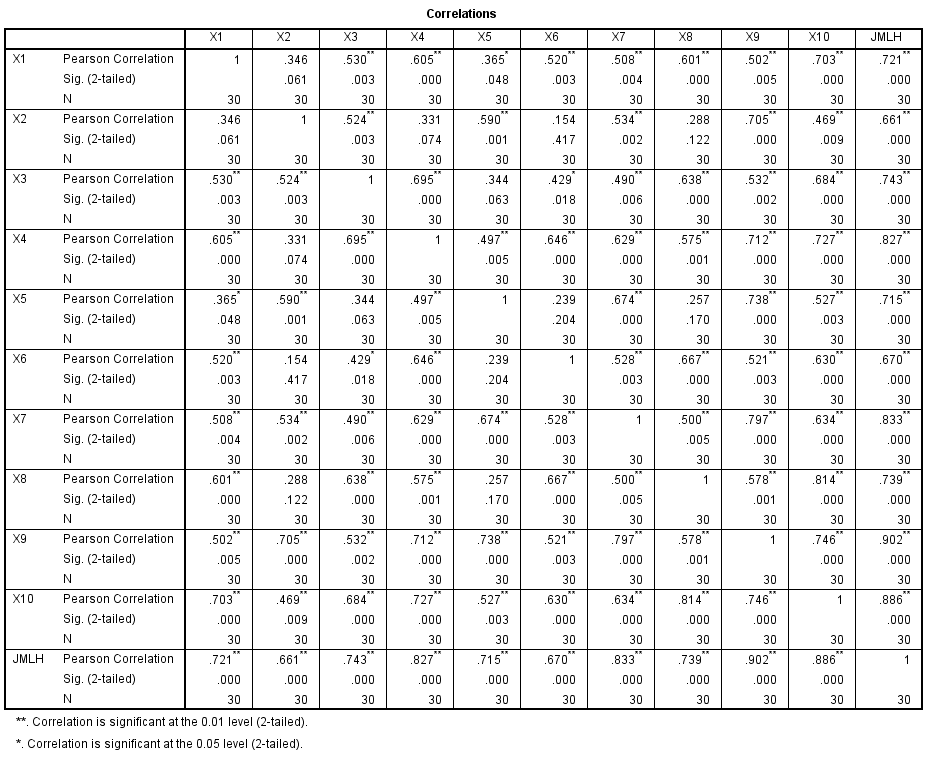 Correlations
X1 X2 X3 X4 X5 X6 X7 X8 X9 X10 JMLH
X1 Pearson Correlation 1 .346 .530** .605** .365* .520** .508** .601** .502** .703** .721**
Sig. (2-tailed) .061 .003 .000 .048 .003 .004 .000 .005 .000 .000
N 30 30 30 30 30 30 30 30 30 30 30
X2 Pearson Correlation .346 1 .524** .331 .590** .154 .534** .288 .705** .469** .661**
Sig. (2-tailed) .061 .003 .074 .001 .417 .002 .122 .000 .009 .000
N 30 30 30 30 30 30 30 30 30 30 30
X3 Pearson Correlation .530** .524** 1 .695** .344 .429* .490** .638** .532** .684** .743**
Sig. (2-tailed) .003 .003 .000 .063 .018 .006 .000 .002 .000 .000
N 30 30 30 30 30 30 30 30 30 30 30
X4 Pearson Correlation .605** .331 .695** 1 .497** .646** .629** .575** .712** .727** .827**
Sig. (2-tailed) .000 .074 .000 .005 .000 .000 .001 .000 .000 .000
N 30 30 30 30 30 30 30 30 30 30 30
X5 Pearson Correlation .365* .590** .344 .497** 1 .239 .674** .257 .738** .527** .715**
Sig. (2-tailed) .048 .001 .063 .005 .204 .000 .170 .000 .003 .000
N 30 30 30 30 30 30 30 30 30 30 30
X6 Pearson Correlation .520** .154 .429* .646** .239 1 .528** .667** .521** .630** .670**
Sig. (2-tailed) .003 .417 .018 .000 .204 .003 .000 .003 .000 .000
N 30 30 30 30 30 30 30 30 30 30 30
X7 Pearson Correlation .508** .534** .490** .629** .674** .528** 1 .500** .797** .634** .833**
Sig. (2-tailed) .004 .002 .006 .000 .000 .003 .005 .000 .000 .000
N 30 30 30 30 30 30 30 30 30 30 30
X8 Pearson Correlation .601** .288 .638** .575** .257 .667** .500** 1 .578** .814** .739**
Sig. (2-tailed) .000 .122 .000 .001 .170 .000 .005 .001 .000 .000
N 30 30 30 30 30 30 30 30 30 30 30
X9 Pearson Correlation .502** .705** .532** .712** .738** .521** .797** .578** 1 .746** .902**
Sig. (2-tailed) .005 .000 .002 .000 .000 .003 .000 .001 .000 .000
N 30 30 30 30 30 30 30 30 30 30 30
X10 Pearson Correlation .703** .469** .684** .727** .527** .630** .634** .814** .746** 1 .886**
Sig. (2-tailed) .000 .009 .000 .000 .003 .000 .000 .000 .000 .000
N 30 30 30 30 30 30 30 30 30 30 30
JMLH Pearson Correlation .721** .661** .743** .827** .715** .670** .833** .739** .902** .886** 1
Sig. (2-tailed) .000 .000 .000 .000 .000 .000 .000 .000 .000 .000
N 30 30 30 30 30 30 30 30 30 30 30
**. Correlation is significant at the 0.01 level (2-tailed).
*. Correlation is significant at the 0.05 level (2-tailed).